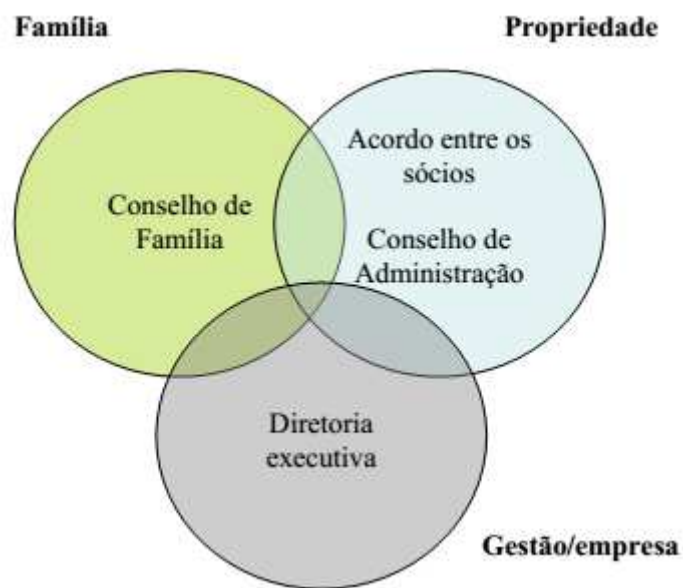 Família
Propriedade
Acordo entre os
sócios
Conselho de
Família
Conselho de
Administração
Diretoria
executiva
Gestão/empresa